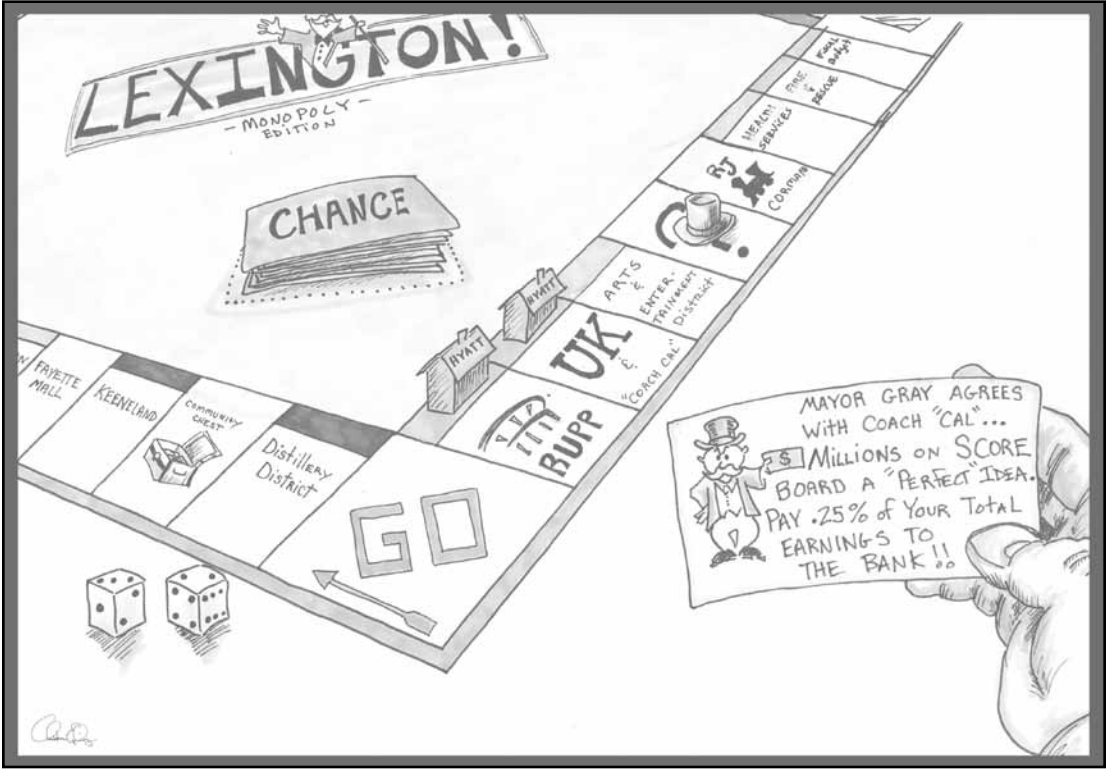 LEXINGTON!
- MONOPOLY -
EDITION
CHANCE
Fiscal
Budget
FIRE
&
RESCUE
HEALTH
SERVICES
RJ
CORMAN
?
ARTS
&
ENTER-
TAINMENT
DISTRICT
HYATT
HYATT
UK
&
"COACH CAL"
RUPP
GO
Distillery
District
COMMUNITY
CHEST
KEENELAND
FAYETTE
MALL
MAYOR GRAY AGREES
WITH COACH "CAL"...
$
MILLIONS ON SCORE
BOARD A "PERFECT" IDEA.
PAY .25% of YOUR TOTAL
EARNINGS TO
THE BANK!!